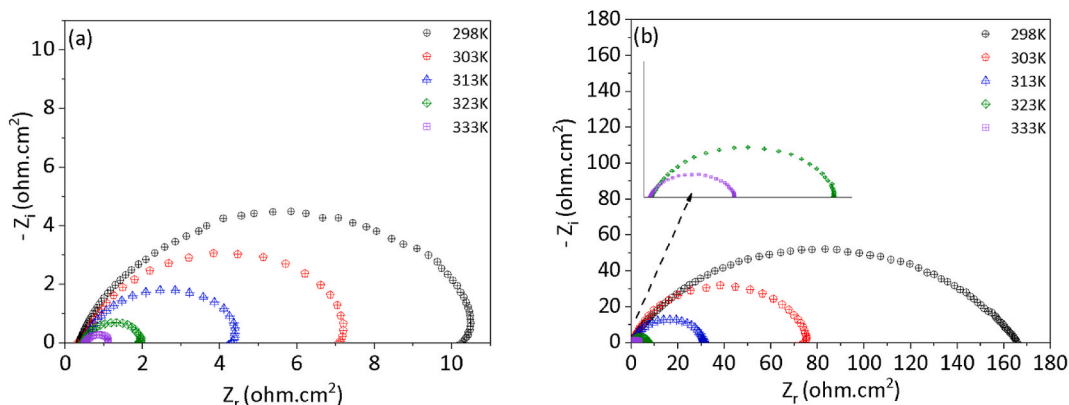 (a)
298K
303K
313K
323K
333K
10
8
6
4
2
0
- Zi (ohm.cm2)
0 2 4 6 8 10
Zr (ohm.cm2)
(b)
298K
303K
313K
323K
333K
180
160
140
120
100
80
60
40
20
0
- Zi (ohm.cm2)
0 20 40 60 80 100 120 140 160 180
Zr (ohm.cm2)